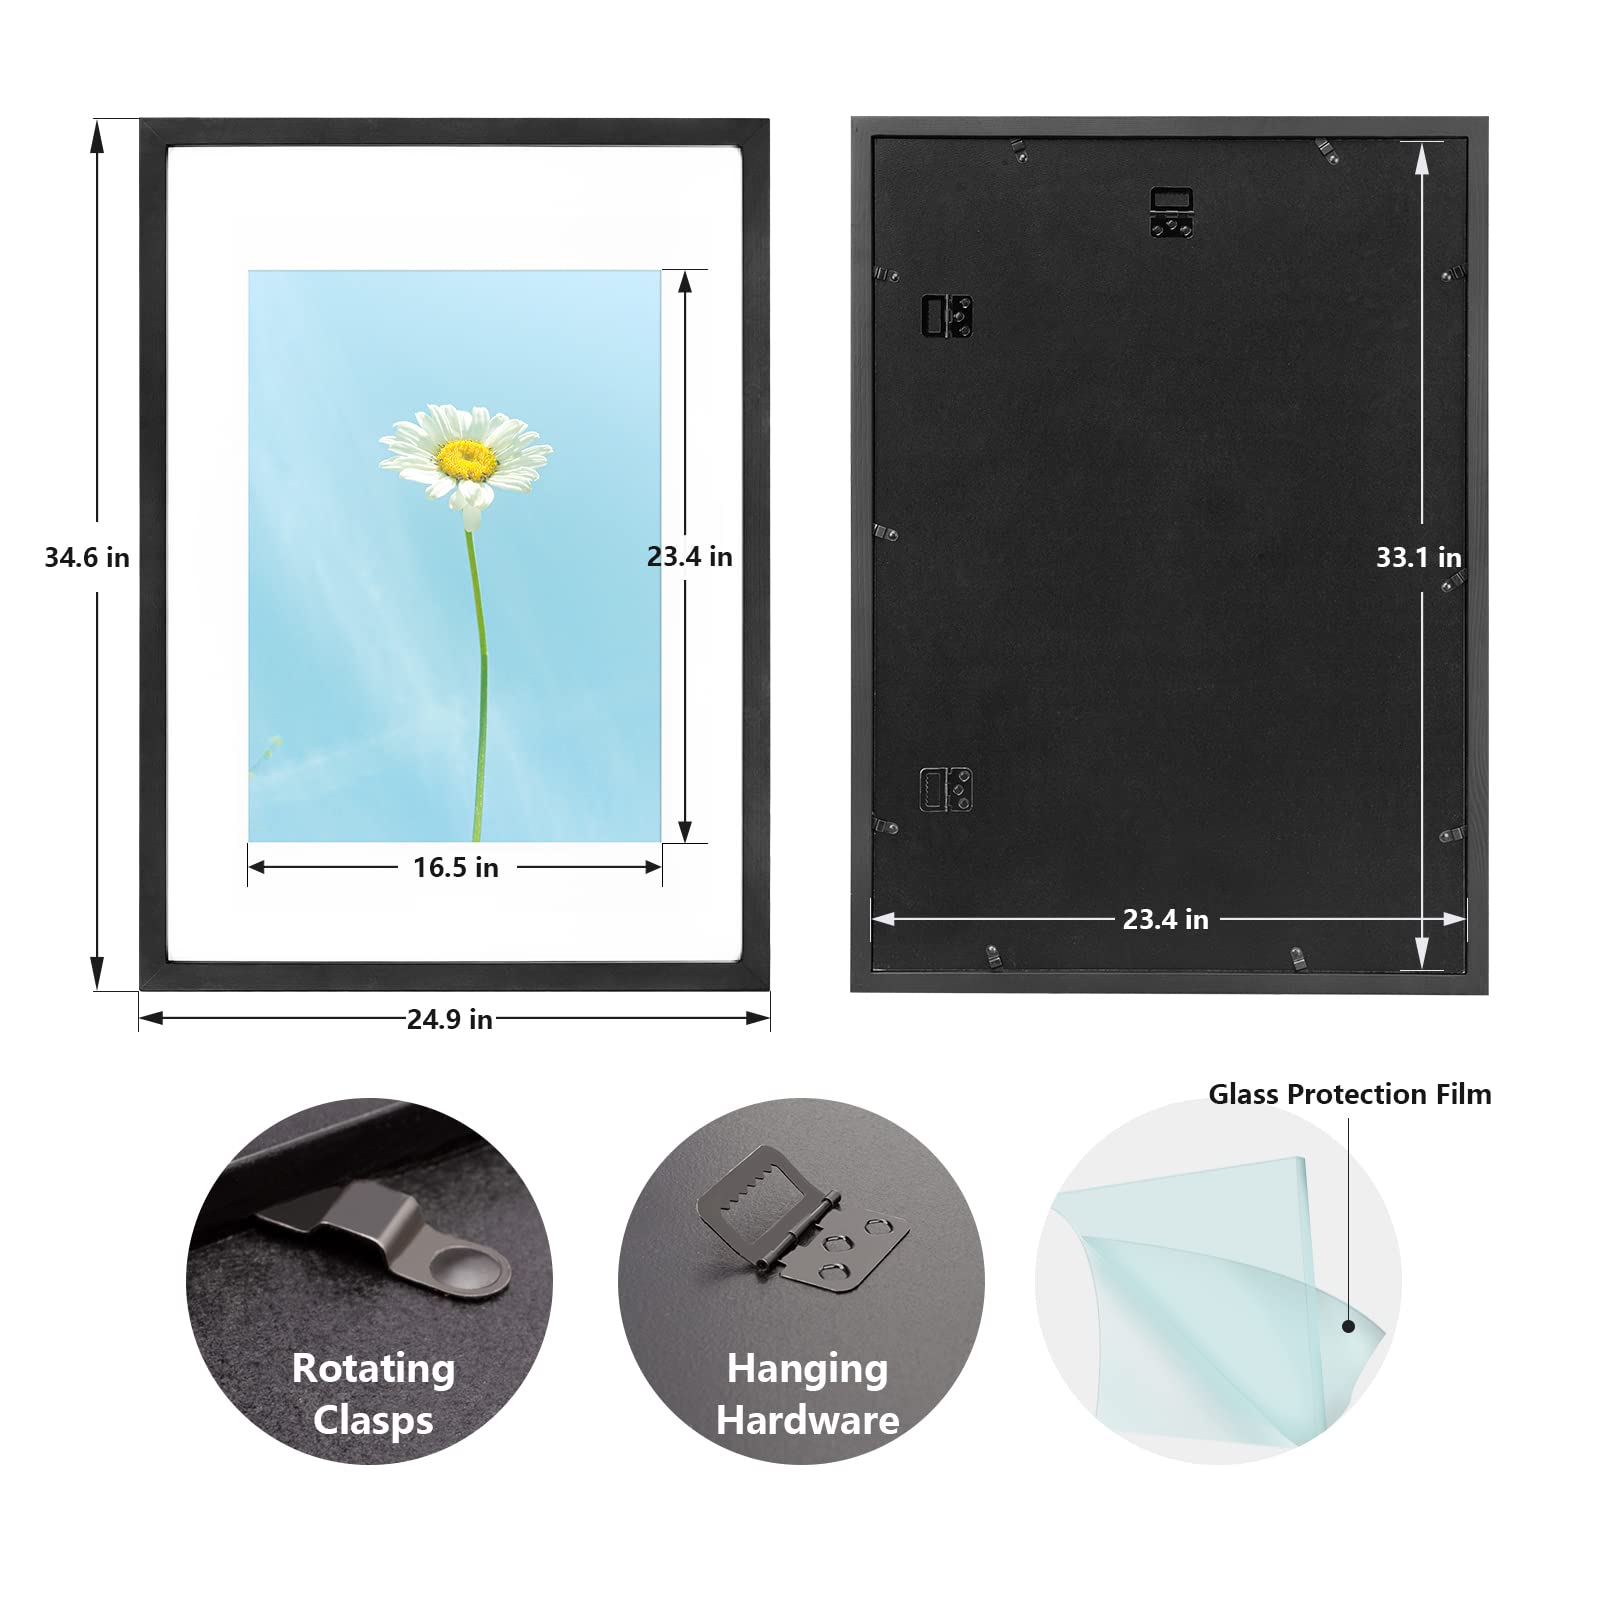 34.6 in
23.4 in
16.5 in
24.9 in
33.1 in
23.4 in
Rotating
Clasps
Hanging
Hardware
Glass Protection Film